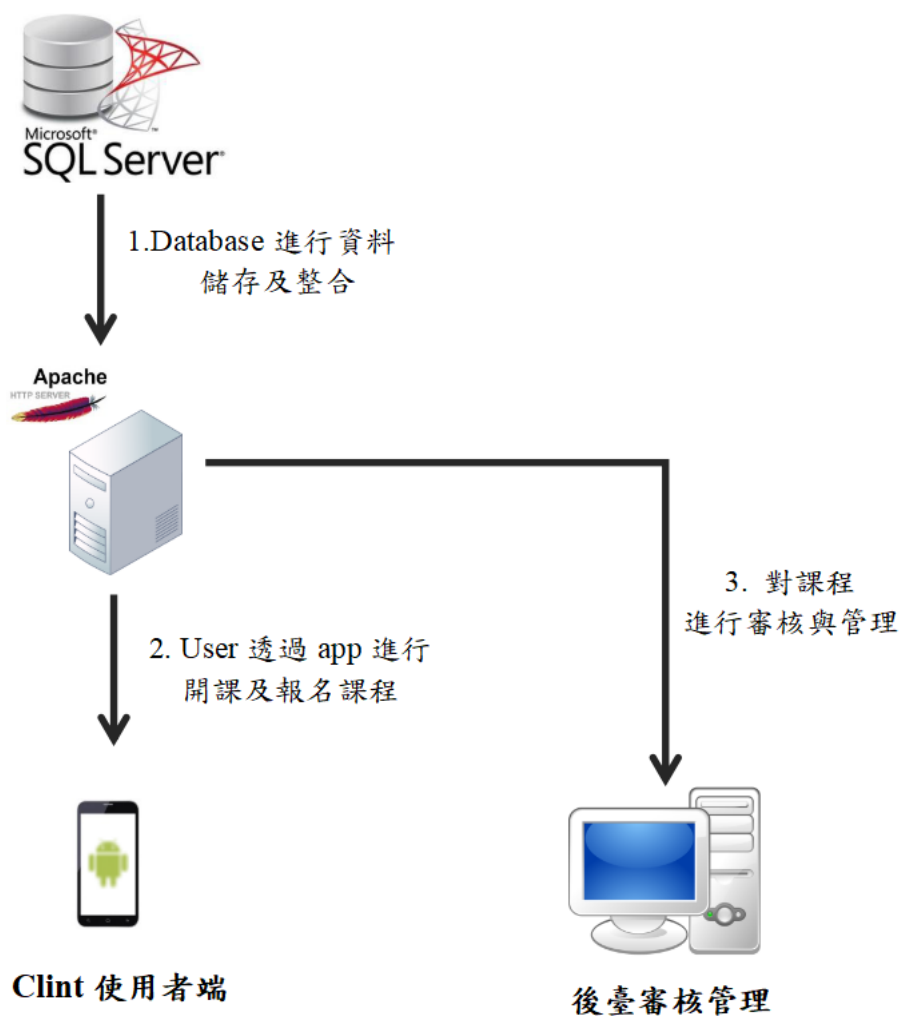 Microsoft®
SQL Server®
1.Database 進行資料
儲存及整合
Apache
HTTP SERVER
3. 對課程
進行審核與管理
2. User 透過 app 進行
開課及報名課程
Clint 使用者端
後臺審核管理